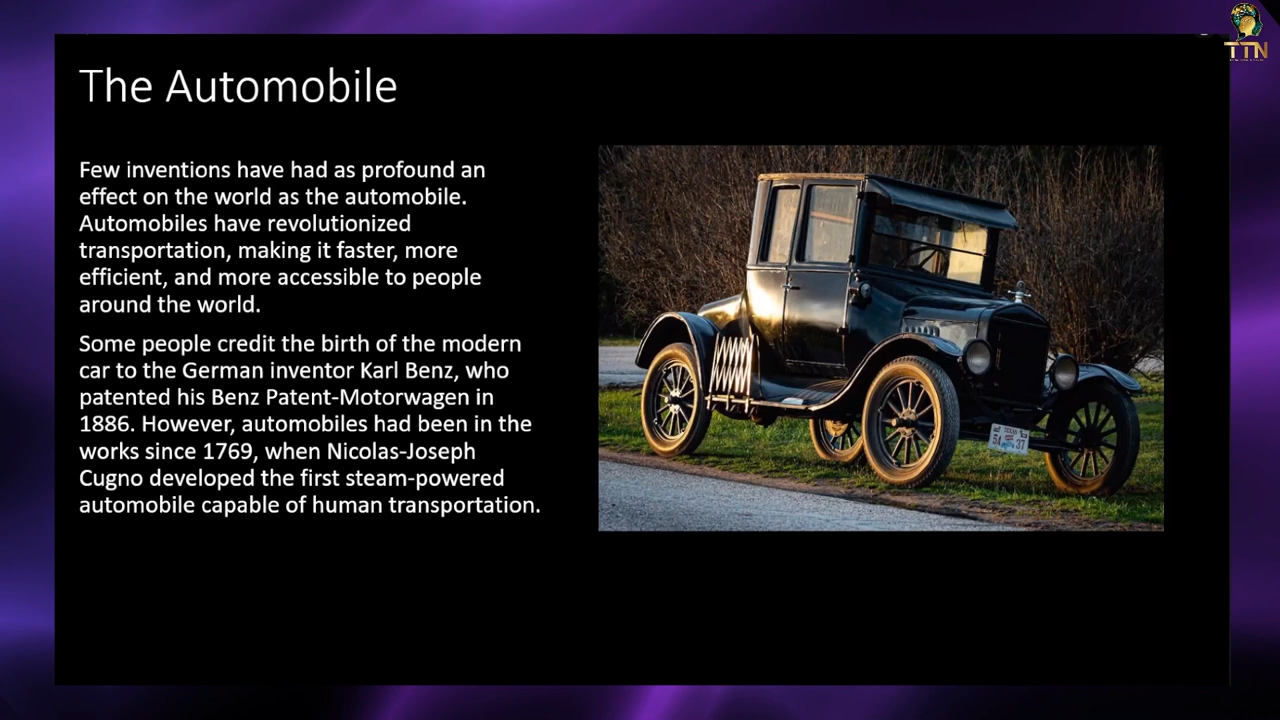 TTN
The Automobile
Few inventions have had as profound an
effect on the world as the automobile.
Automobiles have revolutionized
transportation, making it faster, more
efficient, and more accessible to people
around the world.
Some people credit the birth of the modern
car to the German inventor Karl Benz, who
patented his Benz Patent-Motorwagen in
1886. However, automobiles had been in the
works since 1769, when Nicolas-Joseph
Cugno developed the first steam-powered
automobile capable of human transportation.
TEXAS
37